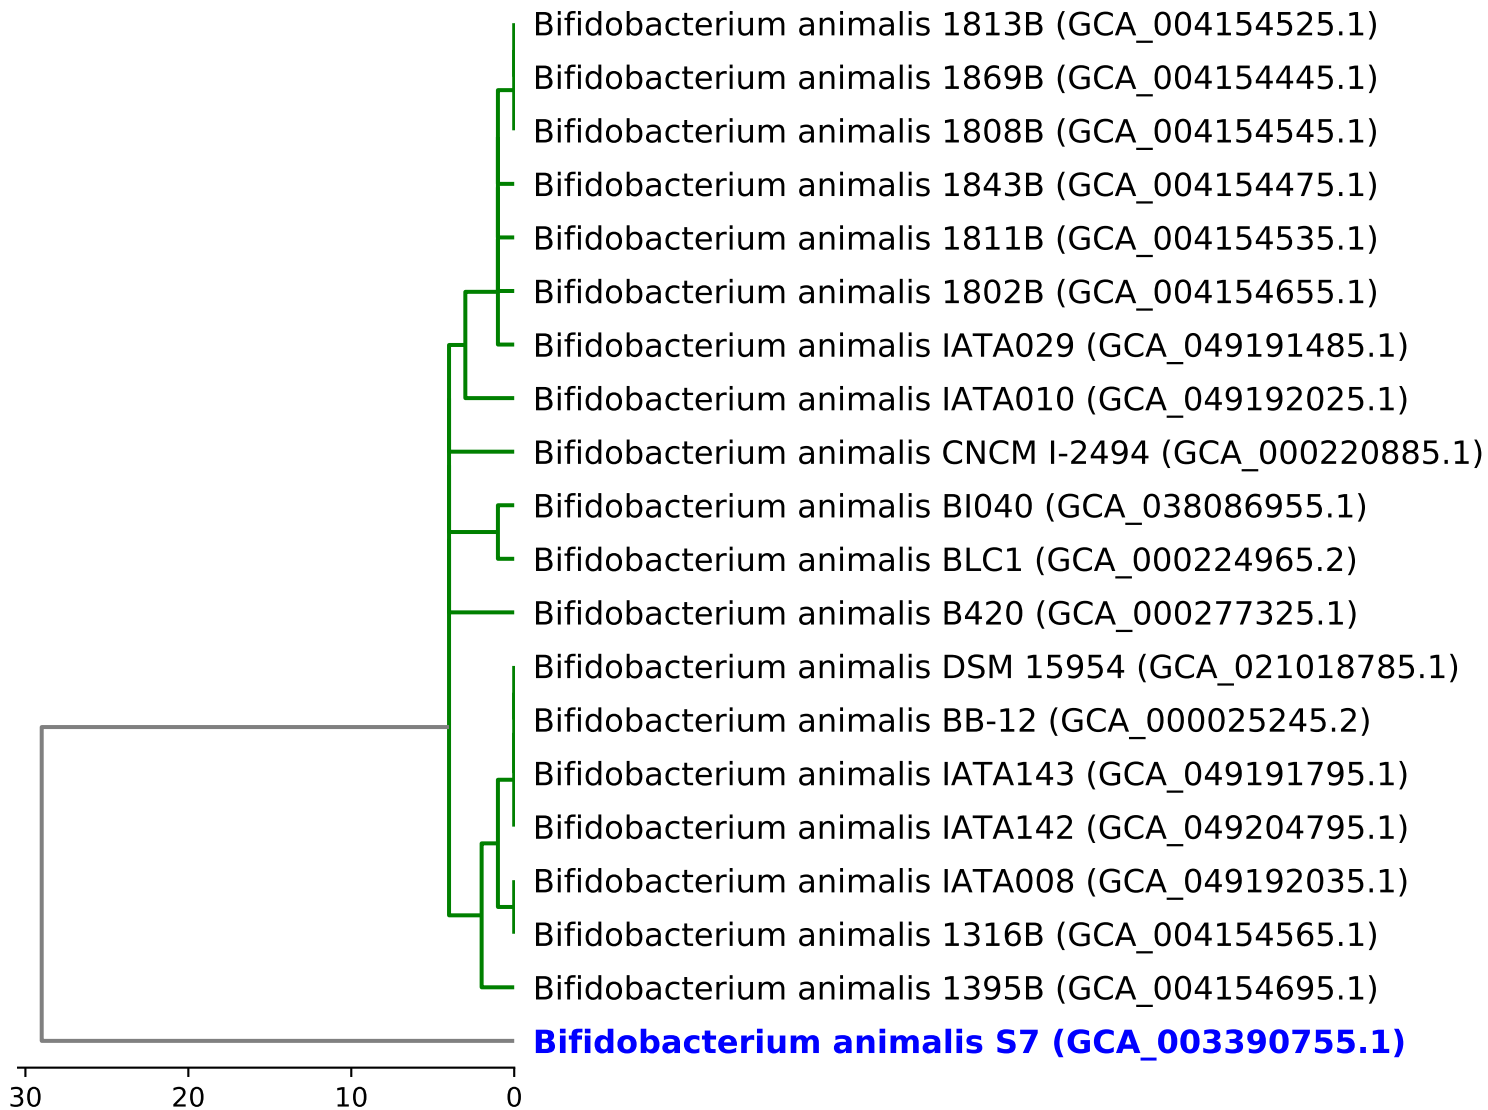 Bifidobacterium animalis 1813B (GCA_004154525.1)
Bifidobacterium animalis 1869B (GCA_004154445.1)
Bifidobacterium animalis 1808B (GCA_004154545.1)
Bifidobacterium animalis 1843B (GCA_004154475.1)
Bifidobacterium animalis 1811B (GCA_004154535.1)
Bifidobacterium animalis 1802B (GCA_004154655.1)
Bifidobacterium animalis IATA029 (GCA_049191485.1)
Bifidobacterium animalis IATA010 (GCA_049192025.1)
Bifidobacterium animalis CNCM I-2494 (GCA_000220885.1)
Bifidobacterium animalis BI040 (GCA_038086955.1)
Bifidobacterium animalis BLC1 (GCA_000224965.2)
Bifidobacterium animalis B420 (GCA_000277325.1)
Bifidobacterium animalis DSM 15954 (GCA_021018785.1)
Bifidobacterium animalis BB-12 (GCA_000025245.2)
Bifidobacterium animalis IATA143 (GCA_049191795.1)
Bifidobacterium animalis IATA142 (GCA_049204795.1)
Bifidobacterium animalis IATA008 (GCA_049192035.1)
Bifidobacterium animalis 1316B (GCA_004154565.1)
Bifidobacterium animalis 1395B (GCA_004154695.1)
Bifidobacterium animalis S7 (GCA_003390755.1)
30 20 10 0